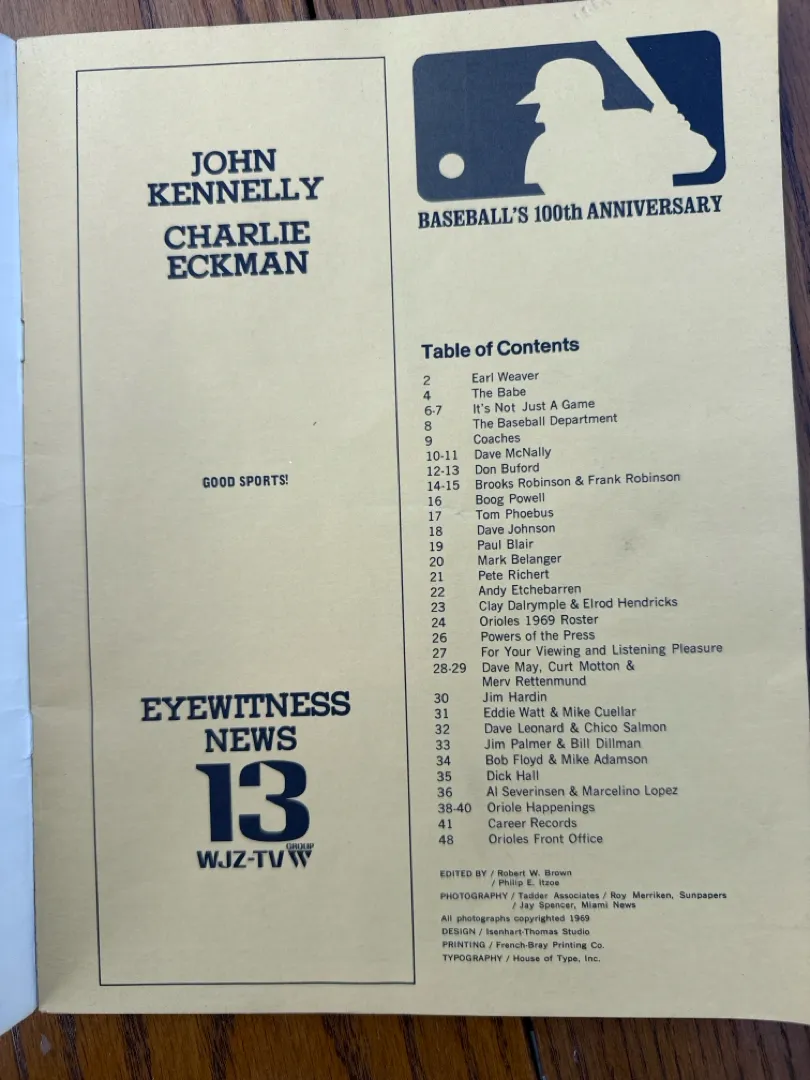 JOHN
KENNELLY
CHARLIE
ECKMAN
GOOD SPORTS!
EYEWITNESS
NEWS
13
WJZ-TV GROUP W
BASEBALL'S 100th ANNIVERSARY
Table of Contents
2 Earl Weaver
4 The Babe
6-7 It's Not Just A Game
8 The Baseball Department
9 Coaches
10-11 Dave McNally
12-13 Don Buford
14-15 Brooks Robinson & Frank Robinson
16 Boog Powell
17 Tom Phoebus
18 Dave Johnson
19 Paul Blair
20 Mark Belanger
21 Pete Richert
22 Andy Etchebarren
23 Clay Dalrymple & Elrod Hendricks
24 Orioles 1969 Roster
26 Powers of the Press
27 For Your Viewing and Listening Pleasure
28-29 Dave May, Curt Motton &
Merv Rettenmund
30 Jim Hardin
31 Eddie Watt & Mike Cuellar
32 Dave Leonard & Chico Salmon
33 Jim Palmer & Bill Dillman
34 Bob Floyd & Mike Adamson
35 Dick Hall
36 Al Severinsen & Marcelino Lopez
38-40 Oriole Happenings
41 Career Records
48 Orioles Front Office
EDITED BY / Robert W. Brown
/ Philip E. Itzoe
PHOTOGRAPHY / Tadder Associates / Roy Merriken, Sunpapers
/ Jay Spencer, Miami News
All photographs copyrighted 1969
DESIGN / Isenhart-Thomas Studio
PRINTING / French-Bray Printing Co.
TYPOGRAPHY / House of Type, Inc.